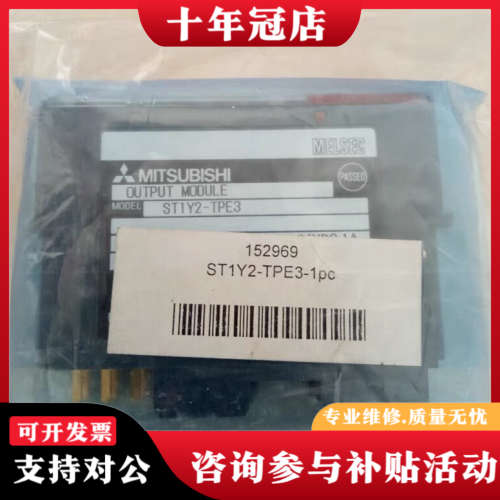 十年冠店
MELSEC
MITSUBISHI
PASSED
OUTPUT MODULE
MODEL ST1Y2-TPE3
152969
ST1Y2-TPE3-1pc
专业维修.质量无忧
可开发票
支持对公
咨询参与补贴活动